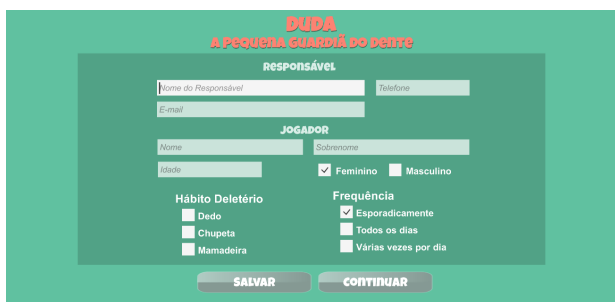 DUDA
A PEQUENA GUARDIÃ DO DENTE
RESPONSÁVEL
Nome do Responsável Telefone
E-mail
JOGADOR
Nome Sobrenome
Idade Feminino Masculino
Hábito Deletério Frequência
Dedo Esporadicamente
Chupeta Todos os dias
Mamadeira Várias vezes por dia
SALVAR CONTINUAR